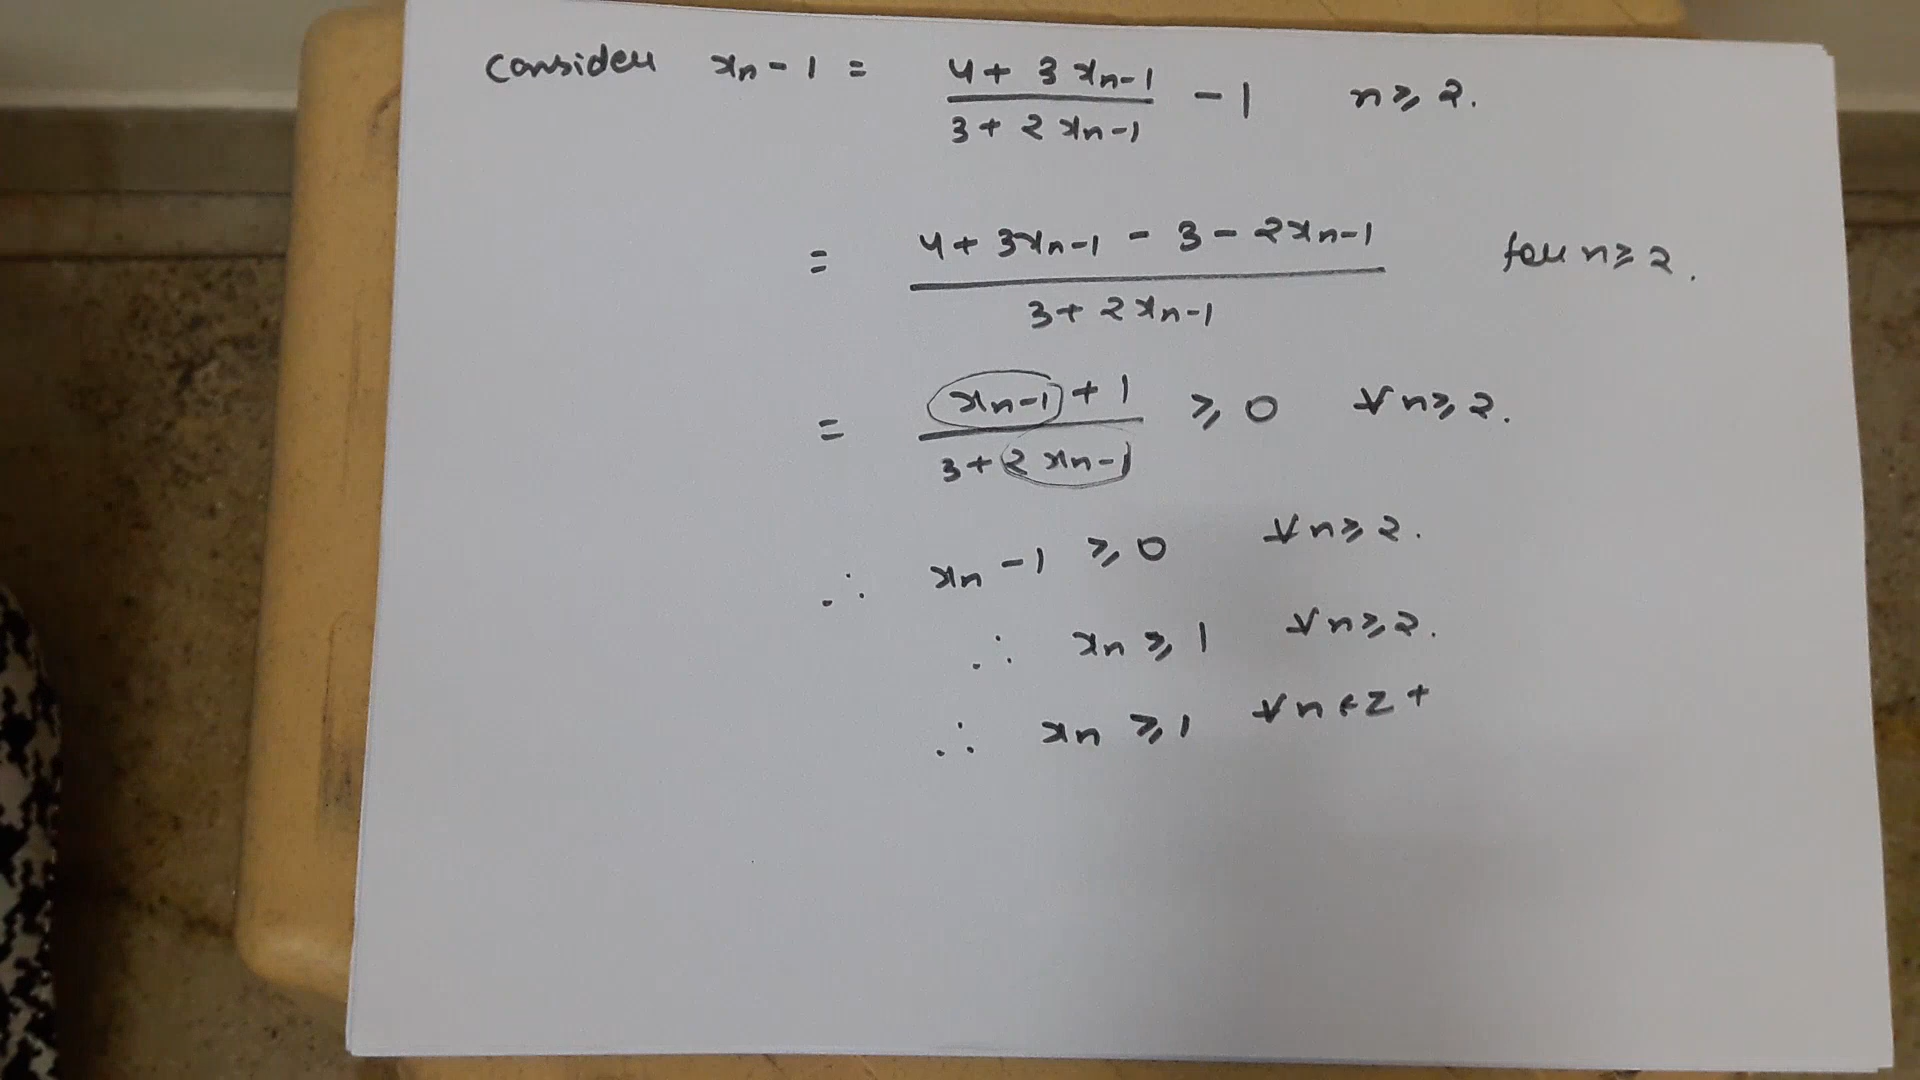 Consider xn - 1 = (4 + 3xn-1)/(3 + 2xn-1) - 1 n ≥ 2.
= (4 + 3xn-1 - 3 - 2xn-1)/(3 + 2xn-1) for n ≥ 2.
= (xn-1 + 1)/(3 + 2xn-1) ≥ 0 ∀ n ≥ 2.
∴ xn - 1 ≥ 0 ∀ n ≥ 2.
∴ xn ≥ 1 ∀ n ≥ 2.
∴ xn ≥ 1 ∀ n ∈ Z+